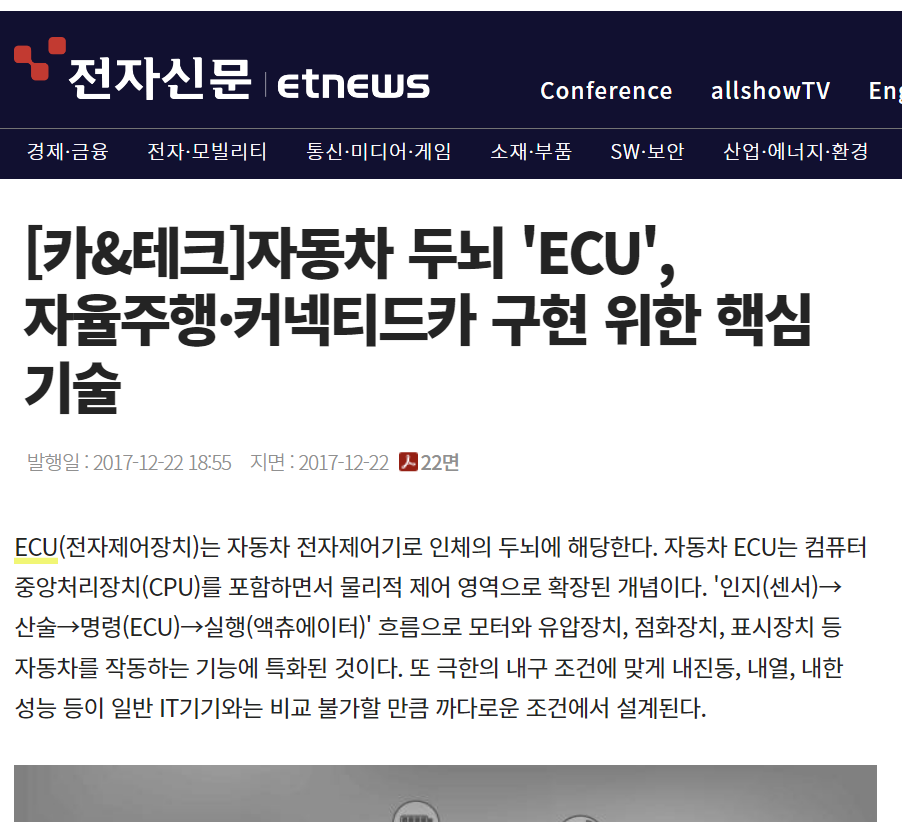 전자신문 | etnews
Conference allshowTV
경제·금융 전자·모빌리티 통신·미디어·게임 소재·부품 SW·보안 산업·에너지·환경
[카&테크]자동차 두뇌 'ECU',
자율주행·커넥티드카 구현 위한 핵심
기술
발행일 : 2017-12-22 18:55 지면 : 2017-12-22 22면
ECU(전자제어장치)는 자동차 전자제어기로 인체의 두뇌에 해당한다. 자동차 ECU는 컴퓨터
중앙처리장치(CPU)를 포함하면서 물리적 제어 영역으로 확장된 개념이다. '인지(센서)→
산술→명령(ECU)→실행(액츄에이터)' 흐름으로 모터와 유압장치, 점화장치, 표시장치 등
자동차를 작동하는 기능에 특화된 것이다. 또 극한의 내구 조건에 맞게 내진동, 내열, 내한
성능 등이 일반 IT기기와는 비교 불가할 만큼 까다로운 조건에서 설계된다.